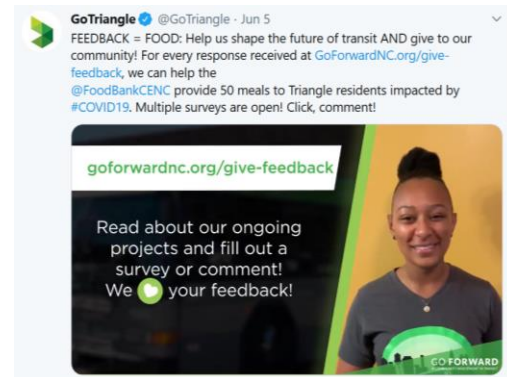 GoTriangle @GoTriangle · Jun 5
FEEDBACK = FOOD: Help us shape the future of transit AND give to our
community! For every response received at GoForwardNC.org/give-
feedback, we can help the
@FoodBankCENC provide 50 meals to Triangle residents impacted by
#COVID19. Multiple surveys are open! Click, comment!
goforwardnc.org/give-feedback
Read about our ongoing
projects and fill out a
survey or comment!
We your feedback!
GO FORWARD